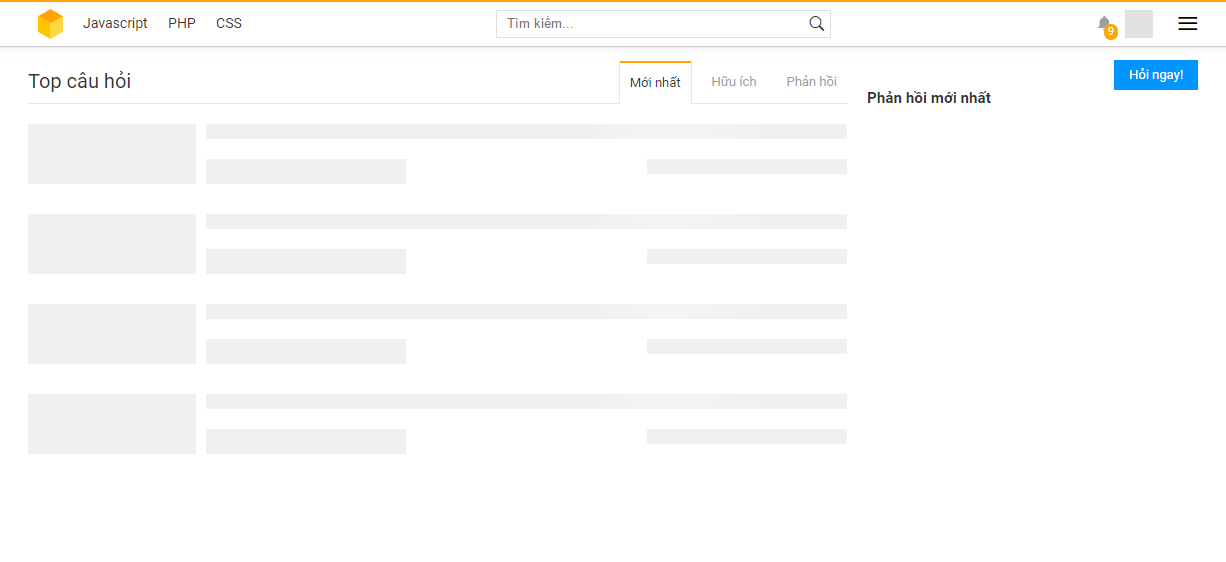 Javascript PHP CSS Tìm kiếm... 9
Hỏi ngay!
Top câu hỏi Mới nhất Hữu ích Phản hồi
Phản hồi mới nhất